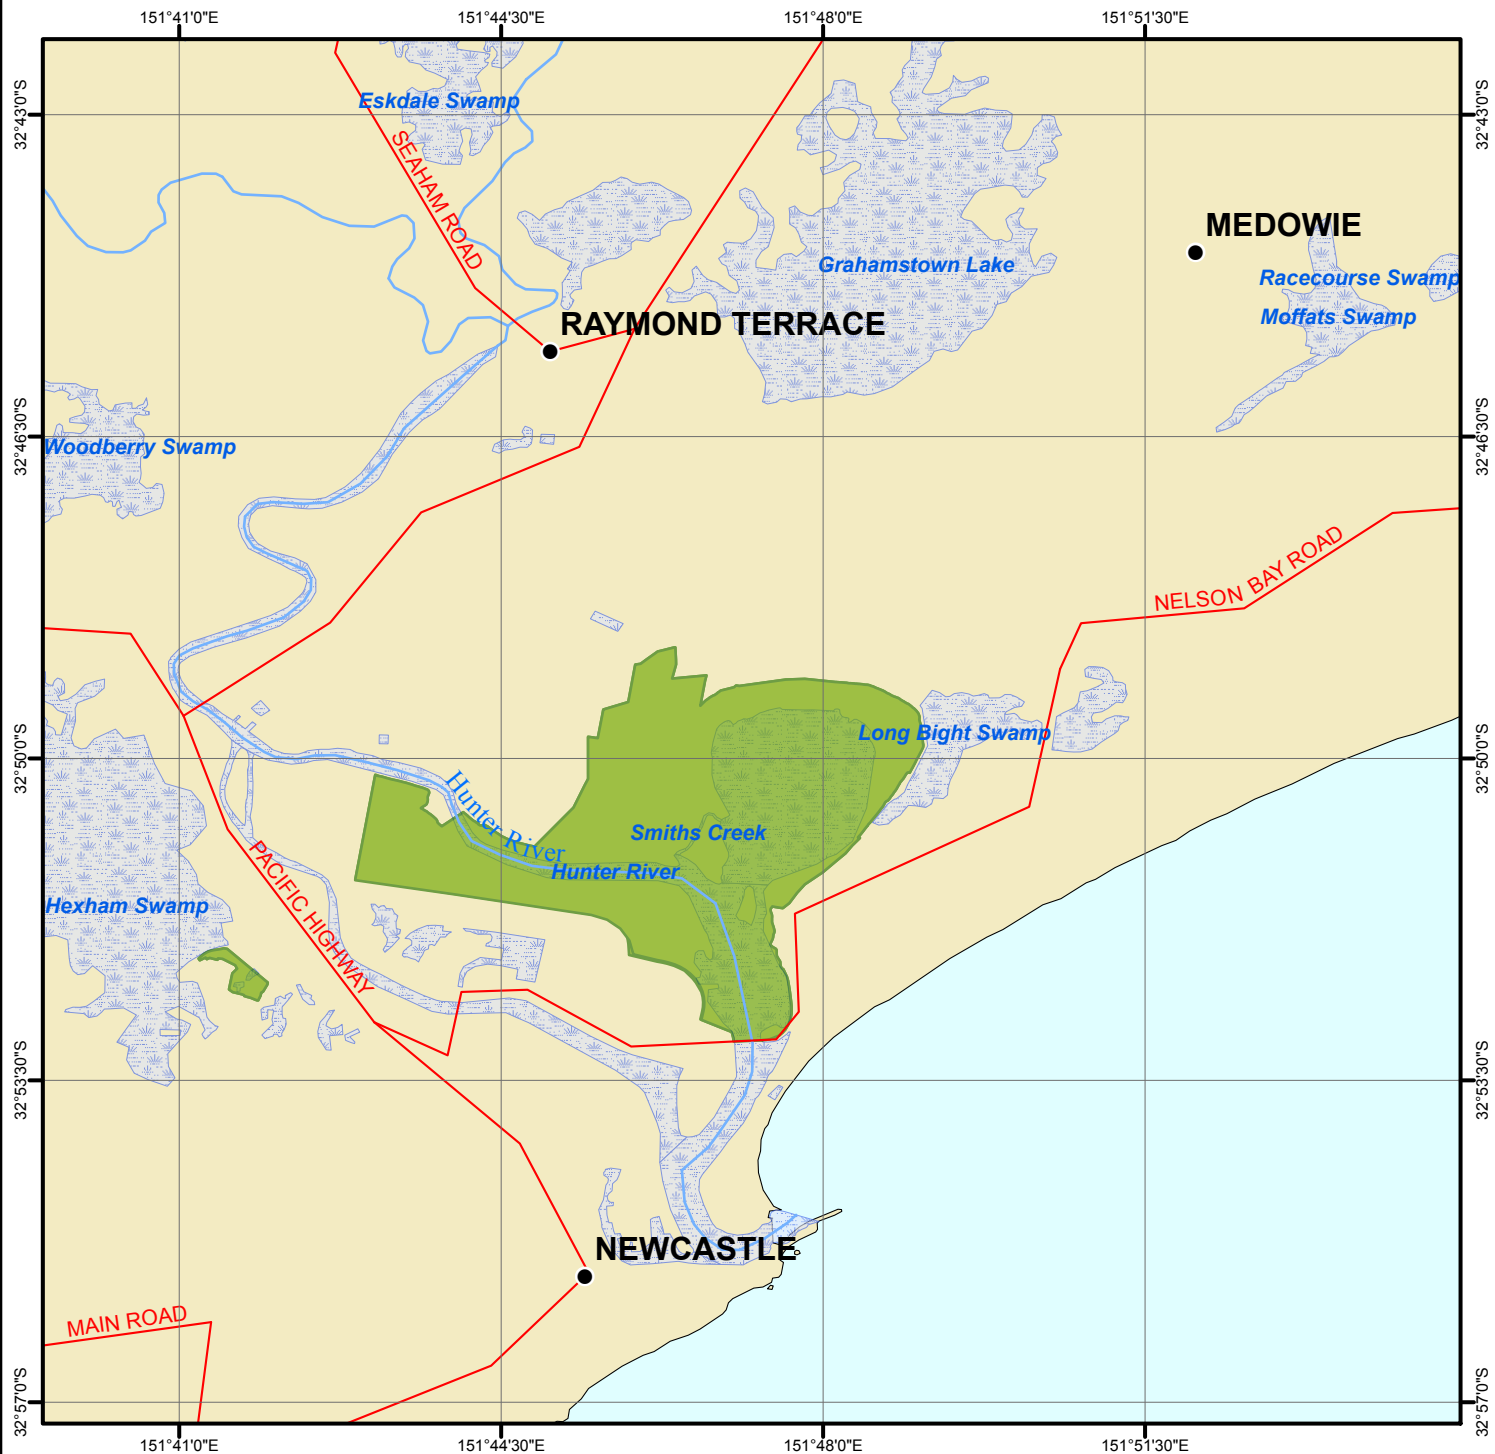 151°41'0"E 151°44'30"E 151°48'0"E 151°51'30"E
32°43'0"S
32°43'0"S
Eskdale Swamp
SEAHAM ROAD
MEDOWIE
Grahamstown Lake
Racecourse Swamp
Moffats Swamp
RAYMOND TERRACE
32°46'30"S
32°46'30"S
Woodberry Swamp
NELSON BAY ROAD
Long Bight Swamp
32°50'0"S
32°50'0"S
Hunter River
Smiths Creek
Hunter River
PACIFIC HIGHWAY
Hexham Swamp
32°53'30"S
32°53'30"S
NEWCASTLE
MAIN ROAD
32°57'0"S
32°57'0"S
151°41'0"E 151°44'30"E 151°48'0"E 151°51'30"E